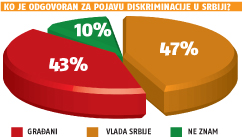 KO JE ODGOVORAN ZA POJAVU DISKRIMINACIJE U SRBIJI?
10%
47%
43%
GRAĐANI VLADA SRBIJE NE ZNAM